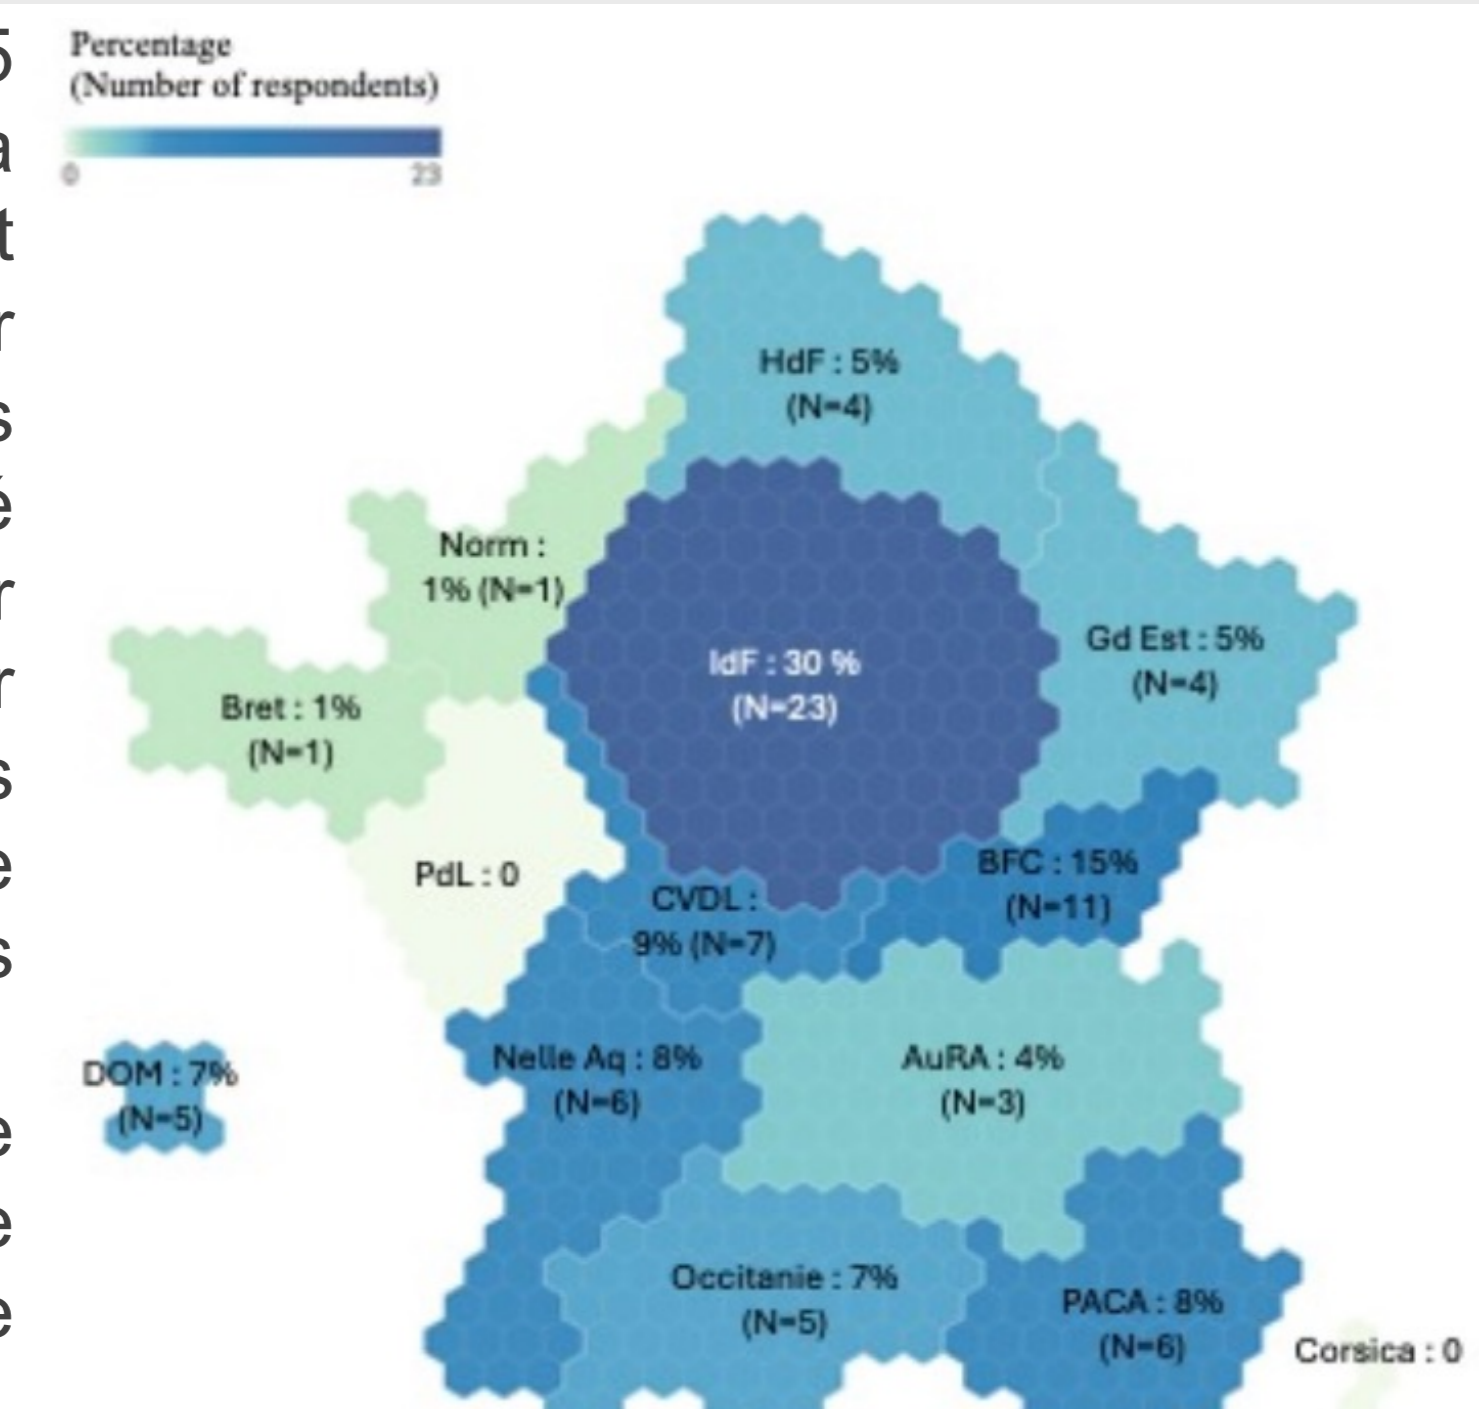 5
Percentage
a
(Number of respondents)
0 23
t
r
HdF : 5%
(N=4)
s
é
Norm :
1% (N=1)
r
Gd Est : 5%
(N=4)
IdF : 30 %
(N=23)
r
Bret : 1%
(N=1)
s
e
PdL : 0
BFC : 15%
(N=11)
CVDL :
9% (N=7)
s
DOM : 7%
(N=5)
Nelle Aq : 8%
(N=6)
AuRA : 4%
(N=3)
e
e
Occitanie : 7%
(N=5)
PACA : 8%
(N=6)
e
Corsica : 0